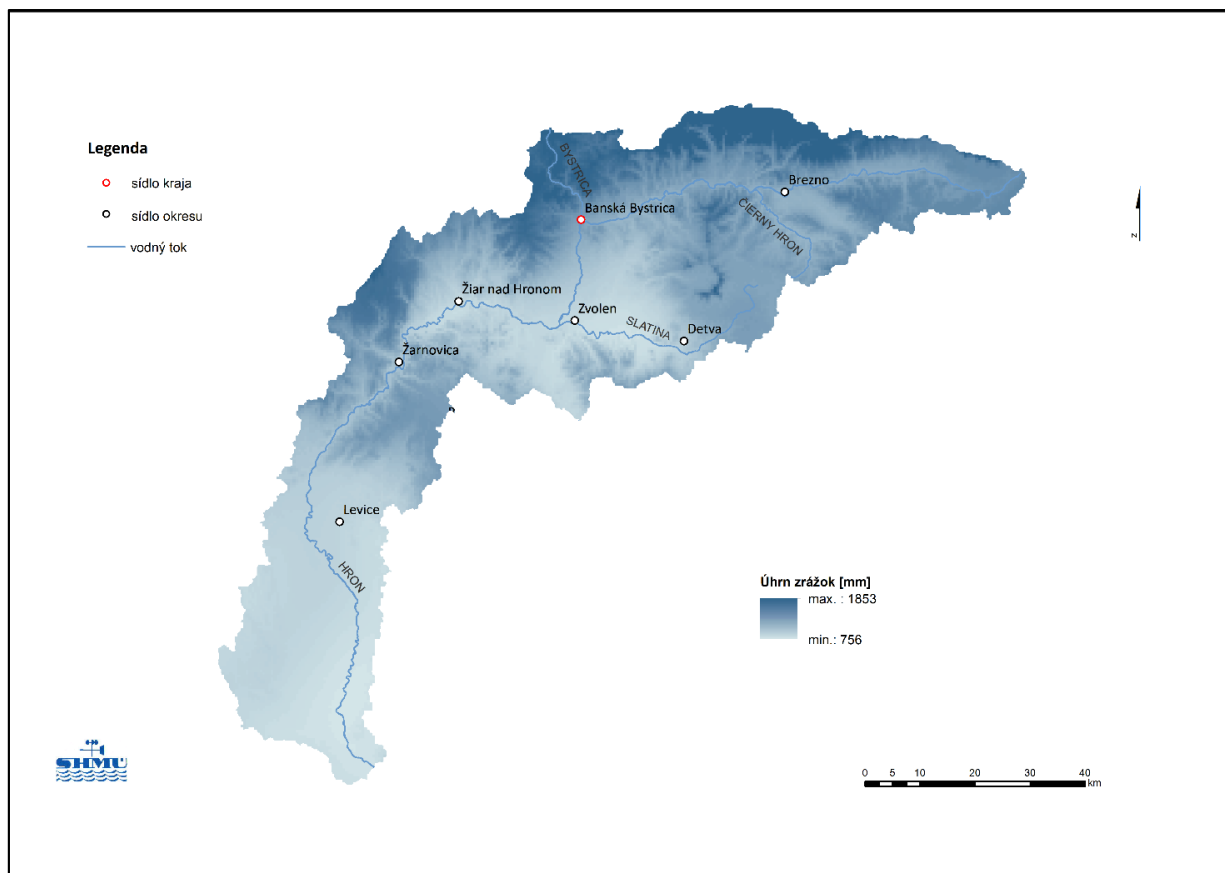 Legenda
sídlo kraja
sídlo okresu
vodný tok
BYSTRICA
Brezno
Banská Bystrica
ČIERNY HRON
N
Žiar nad Hronom
Zvolen
SLATINA
Detva
Žarnovica
Levice
HRON
Úhrn zrážok [mm]
max. : 1853
min.: 756
SHMÚ
0 5 10 20 30 40
km